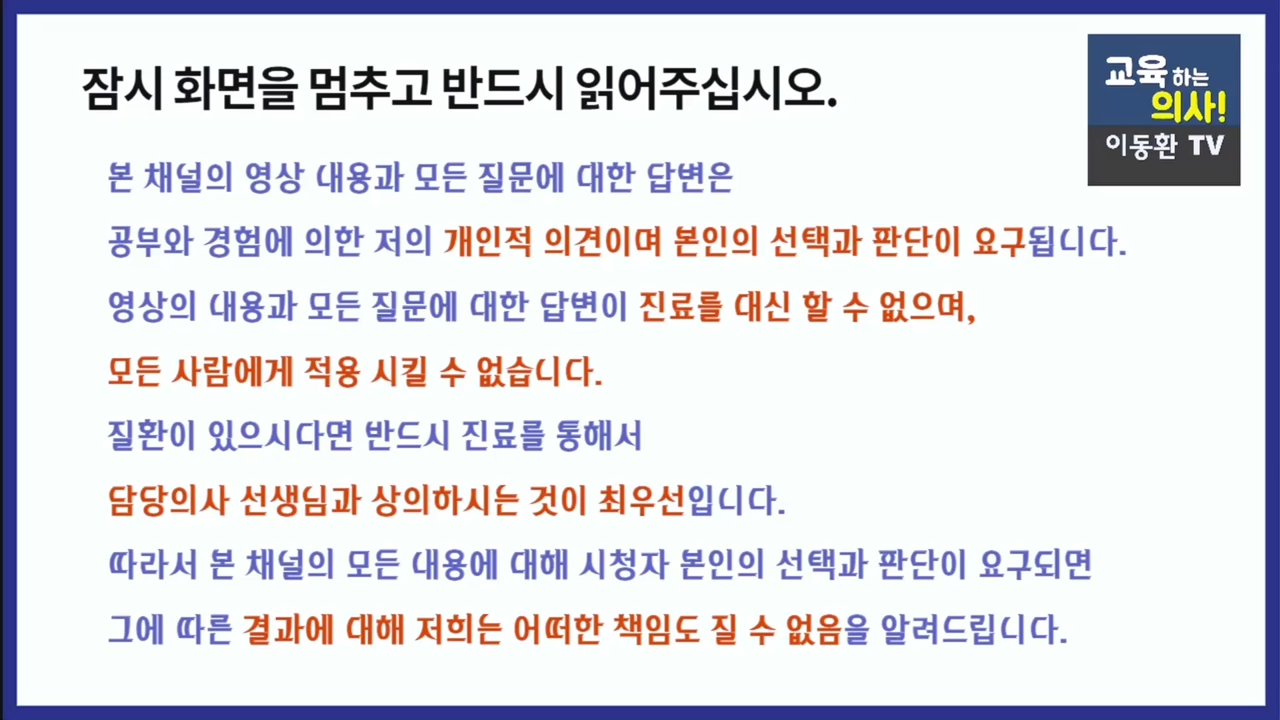 잠시 화면을 멈추고 반드시 읽어주십시오.
교육하는
의사!
이동환 TV
본 채널의 영상 내용과 모든 질문에 대한 답변은
공부와 경험에 의한 저의 개인적 의견이며 본인의 선택과 판단이 요구됩니다.
영상의 내용과 모든 질문에 대한 답변이 진료를 대신 할 수 없으며,
모든 사람에게 적용 시킬 수 없습니다.
질환이 있으시다면 반드시 진료를 통해서
담당의사 선생님과 상의하시는 것이 최우선입니다.
따라서 본 채널의 모든 내용에 대해 시청자 본인의 선택과 판단이 요구되면
그에 따른 결과에 대해 저희는 어떠한 책임도 질 수 없음을 알려드립니다.